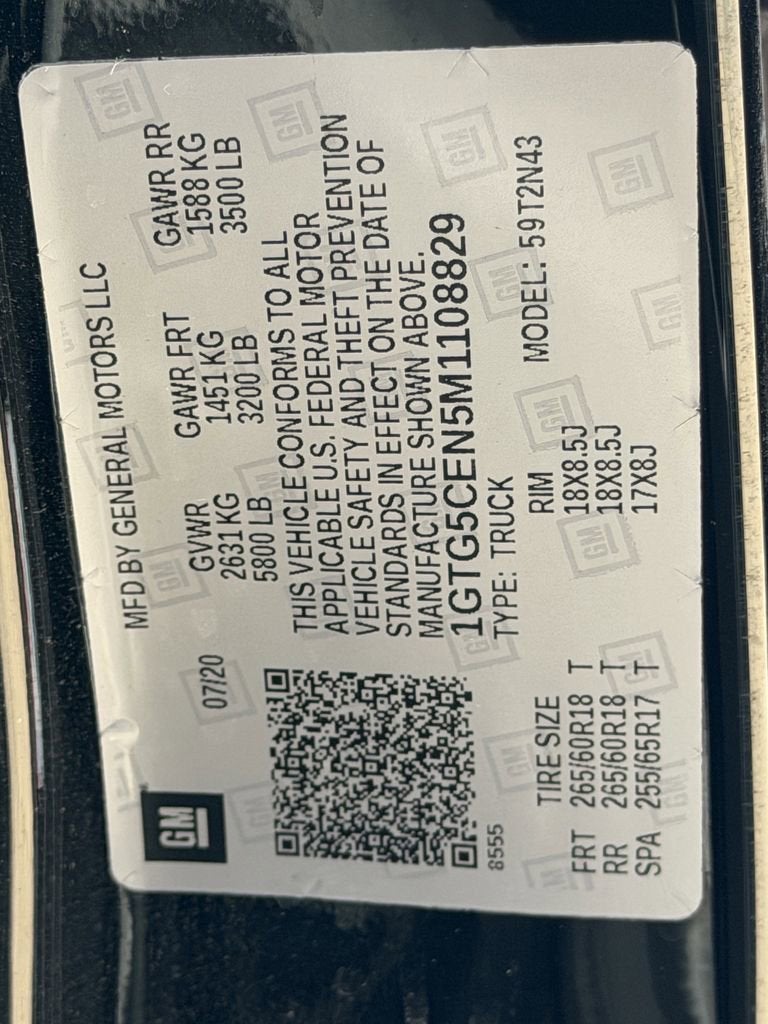 GM
MFD BY GENERAL MOTORS LLC
07/20 GVWR GAWR FRT GAWR RR
2631 KG 1451 KG 1588 KG
5800 LB 3200 LB 3500 LB
THIS VEHICLE CONFORMS TO ALL
APPLICABLE U.S. FEDERAL MOTOR
VEHICLE SAFETY AND THEFT PREVENTION
STANDARDS IN EFFECT ON THE DATE OF
MANUFACTURE SHOWN ABOVE.
1GTG5CEN5M1108829
8555 TYPE: TRUCK MODEL: 59T2N43
TIRE SIZE RIM
FRT 265/60R18 T 18X8.5J
RR 265/60R18 T 18X8.5J
SPA 255/65R17 T 17X8J